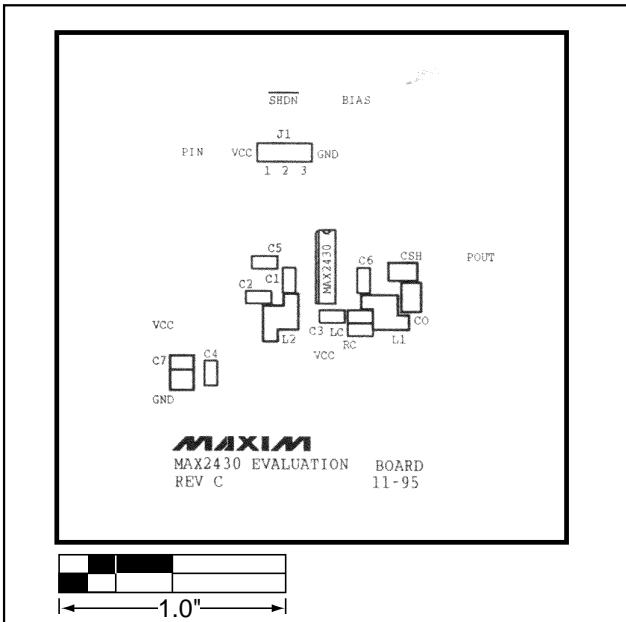 SHDN BIAS
J1
PIN VCC GND
1 2 3
MAX2430
C5 C6 CSH POUT
C1
C2
C3 LC CO
VCC L2 RC L1
VCC
C7 C4
GND
MAXIM
MAX2430 EVALUATION BOARD
REV C 11-95
1.0"